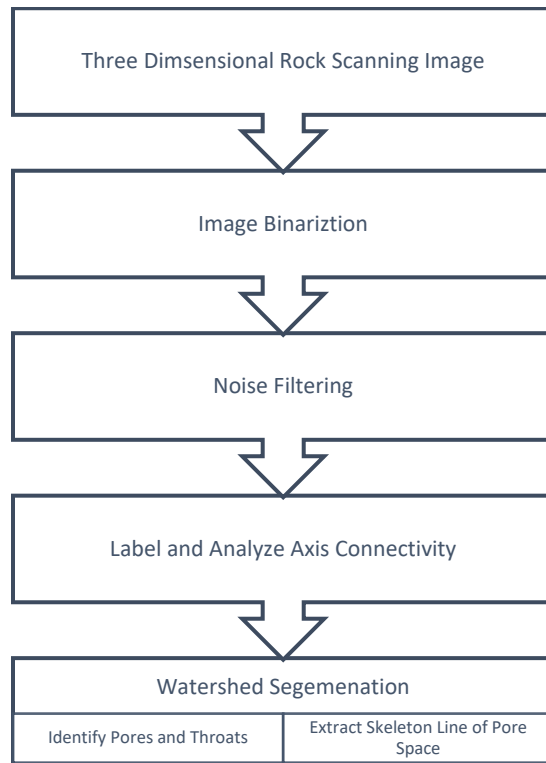 Three Dimsensional Rock Scanning Image
Image Binariztion
Noise Filtering
Label and Analyze Axis Connectivity
Watershed Segemenation
Identify Pores and Throats
Extract Skeleton Line of Pore
Space